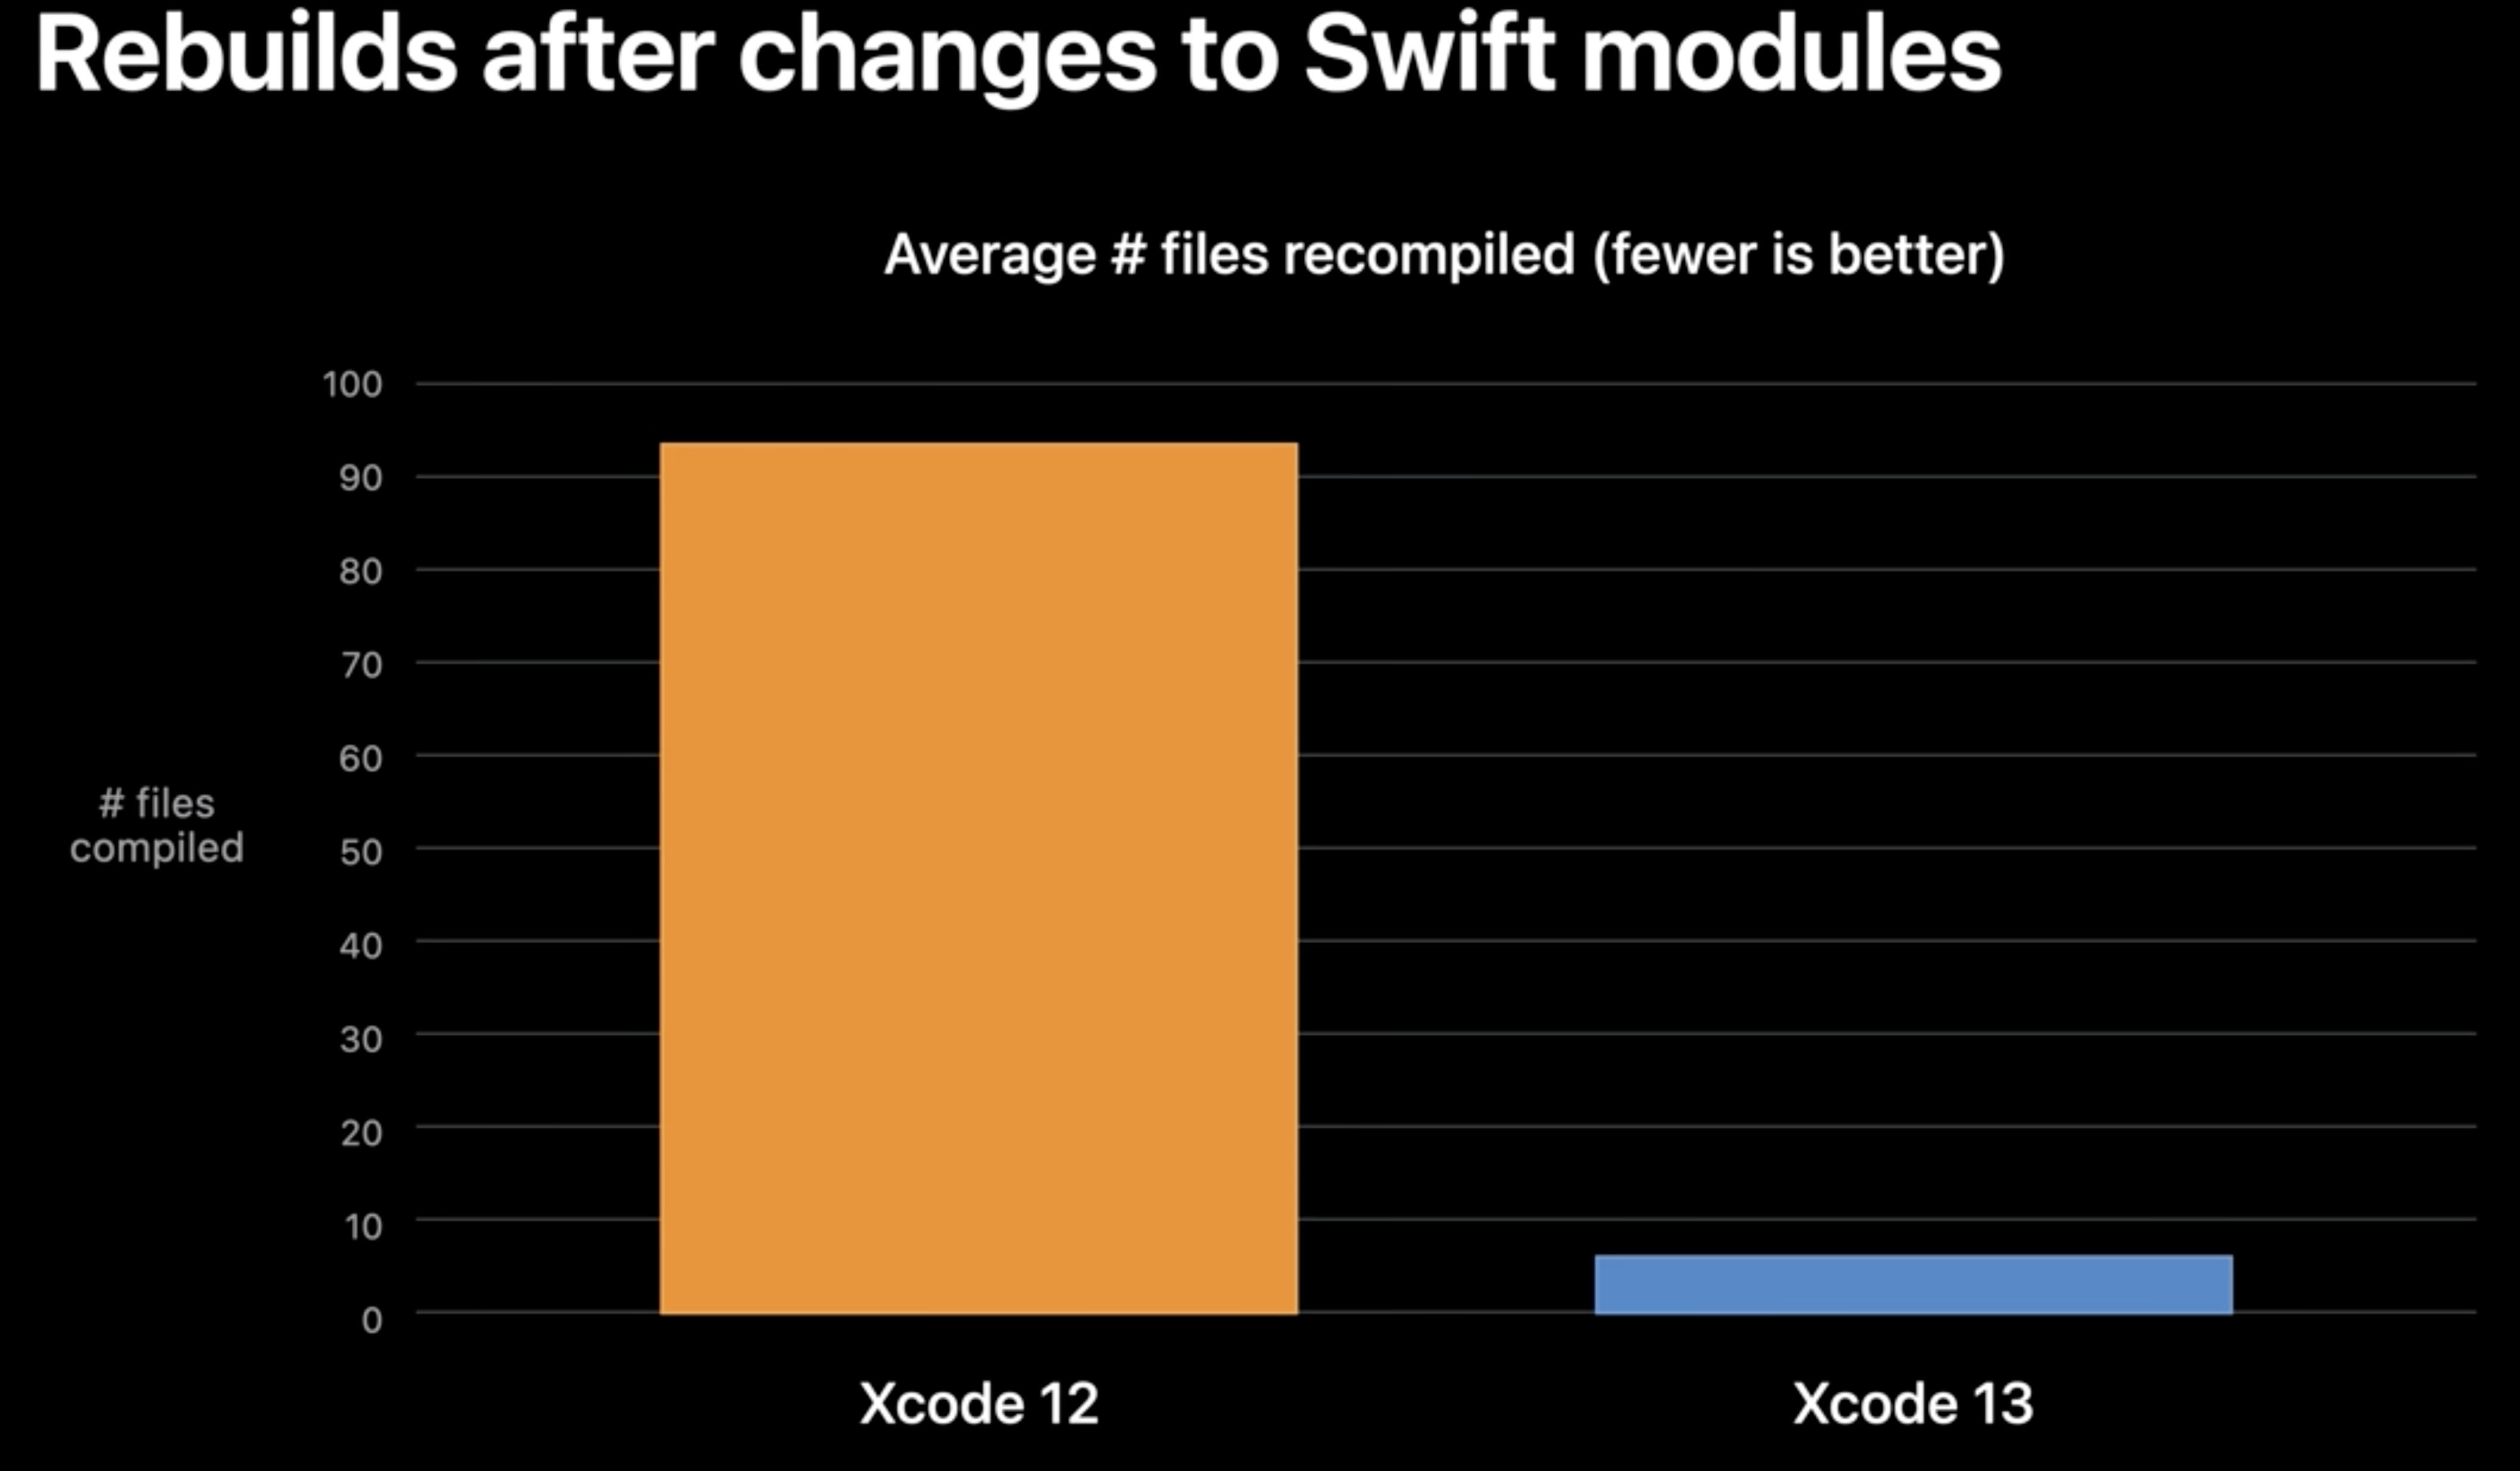 Rebuilds after changes to Swift modules
Average # files recompiled (fewer is better)
100
90
80
70
60
# files
compiled
50
40
30
20
10
0
Xcode 12
Xcode 13